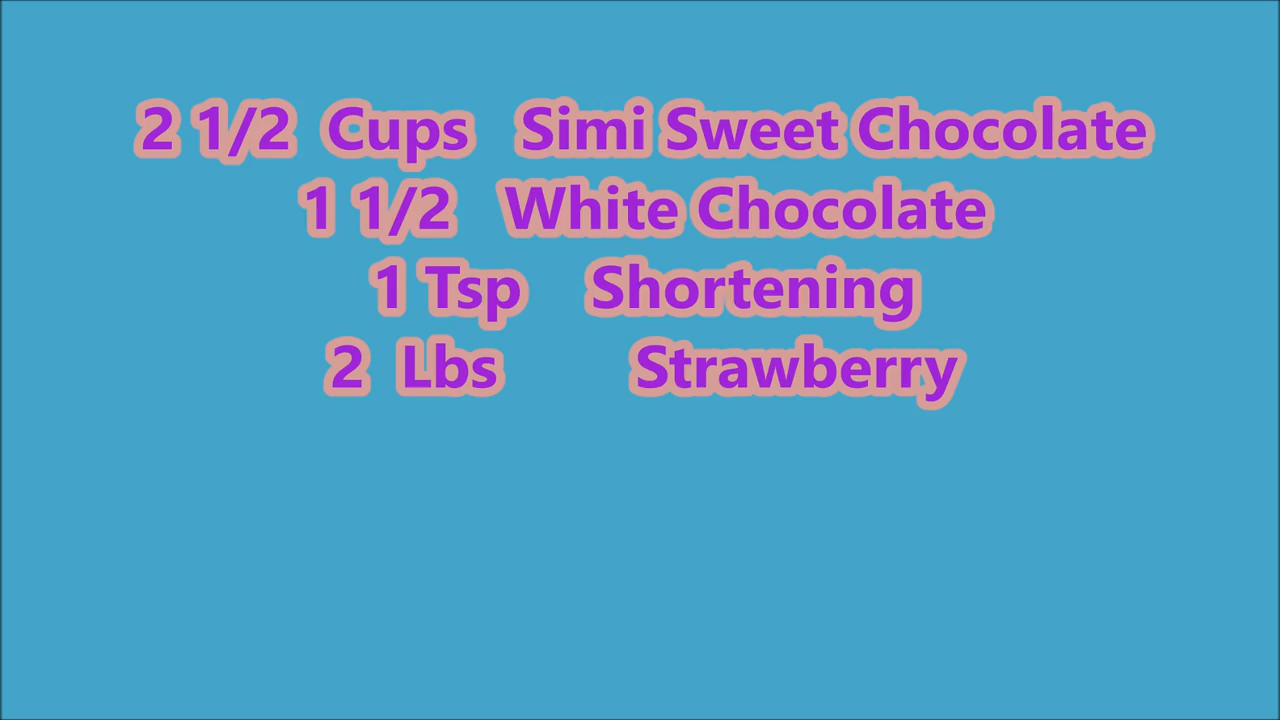 2 1/2 Cups Simi Sweet Chocolate
1 1/2 White Chocolate
1 Tsp Shortening
2 Lbs Strawberry